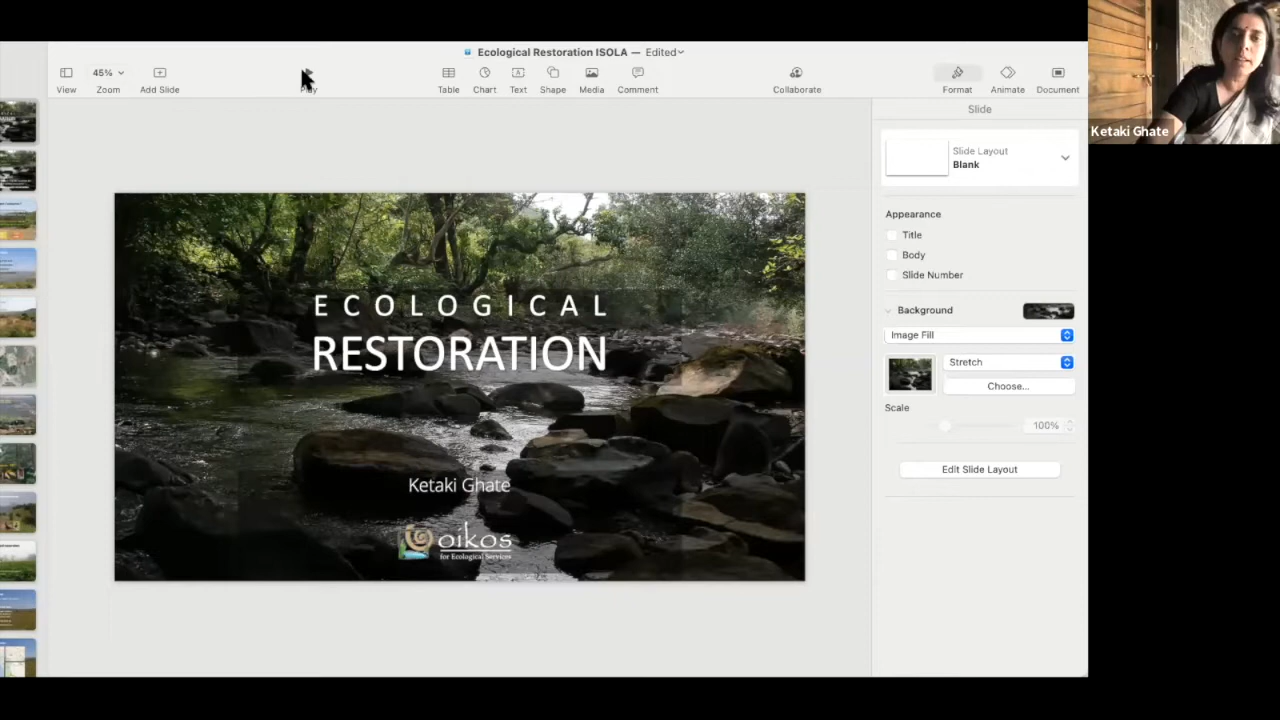 Ecological Restoration ISOLA — Edited
45%
View
Zoom
Add Slide
Table
Chart
Text
Shape
Media
Comment
Collaborate
Format
Animate
Document
Ketaki Ghate
Slide
Slide Layout
Blank
Appearance
Title
Body
Slide Number
Background
Image Fill
Stretch
Choose...
Scale
100%
Edit Slide Layout
ECOLOGICAL
RESTORATION
Ketaki Ghate
oikos
for Ecological Services